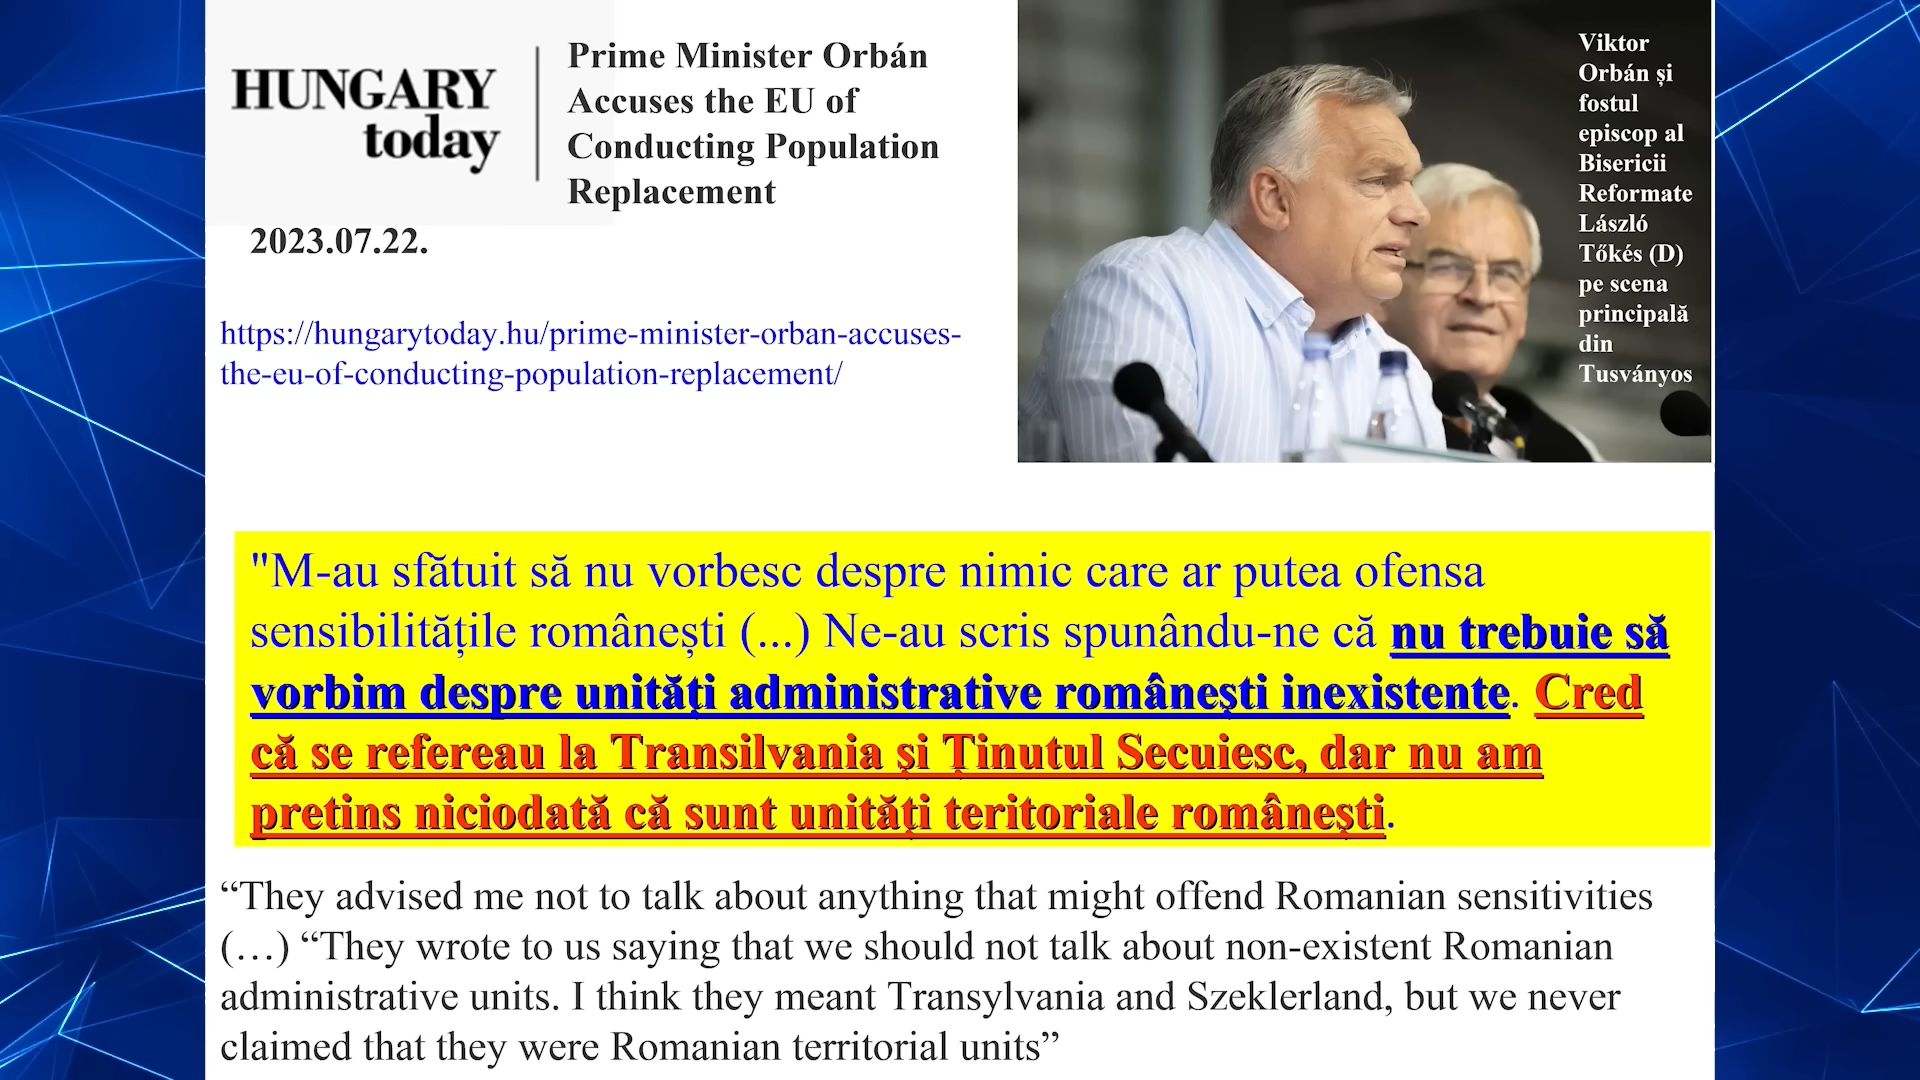 HUNGARY
today
Prime Minister Orbán
Accuses the EU of
Conducting Population
Replacement
2023.07.22.
https://hungarytoday.hu/prime-minister-orban-accuses-
the-eu-of-conducting-population-replacement/
Viktor
Orbán și
fostul
episcop al
Bisericii
Reformate
László
Tőkés (D)
pe scena
principală
din
Tusványos
"M-au sfătuit să nu vorbesc despre nimic care ar putea ofensa
sensibilitățile românești (...) Ne-au scris spunându-ne că nu trebuie să
vorbim despre unități administrative românești inexistente. Cred
că se refereau la Transilvania și Ținutul Secuiesc, dar nu am
pretins niciodată că sunt unități teritoriale românești.
“They advised me not to talk about anything that might offend Romanian sensitivities
(…) “They wrote to us saying that we should not talk about non-existent Romanian
administrative units. I think they meant Transylvania and Szeklerland, but we never
claimed that they were Romanian territorial units”